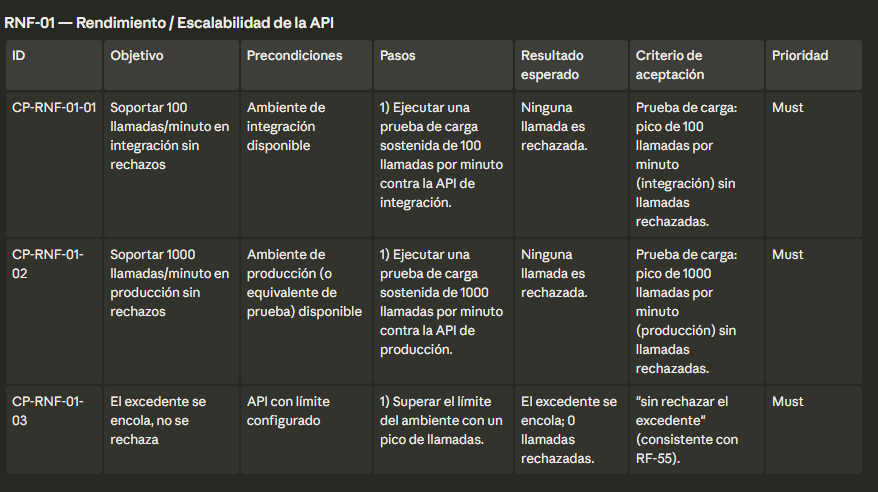 RNF-01 — Rendimiento / Escalabilidad de la API
ID
Objetivo
Precondiciones
Pasos
Resultado
esperado
Criterio de
aceptación
Prioridad
CP-RNF-01-01
Soportar 100
llamadas/minuto en
integración sin
rechazos
Ambiente de
integración
disponible
1) Ejecutar una
prueba de carga
sostenida de 100
llamadas por minuto
contra la API de
integración.
Ninguna
llamada es
rechazada.
Prueba de carga:
pico de 100
llamadas por
minuto
(integración) sin
llamadas
rechazadas.
Must
CP-RNF-01-
02
Soportar 1000
llamadas/minuto en
producción sin
rechazos
Ambiente de
producción (o
equivalente de
prueba) disponible
1) Ejecutar una
prueba de carga
sostenida de 1000
llamadas por minuto
contra la API de
producción.
Ninguna
llamada es
rechazada.
Prueba de carga:
pico de 1000
llamadas por
minuto
(producción) sin
llamadas
rechazadas.
Must
CP-RNF-01-
03
El excedente se
encola, no se
rechaza
API con límite
configurado
1) Superar el límite
del ambiente con un
pico de llamadas.
El excedente se
encola; 0
llamadas
rechazadas.
"sin rechazar el
excedente"
(consistente con
RF-55).
Must